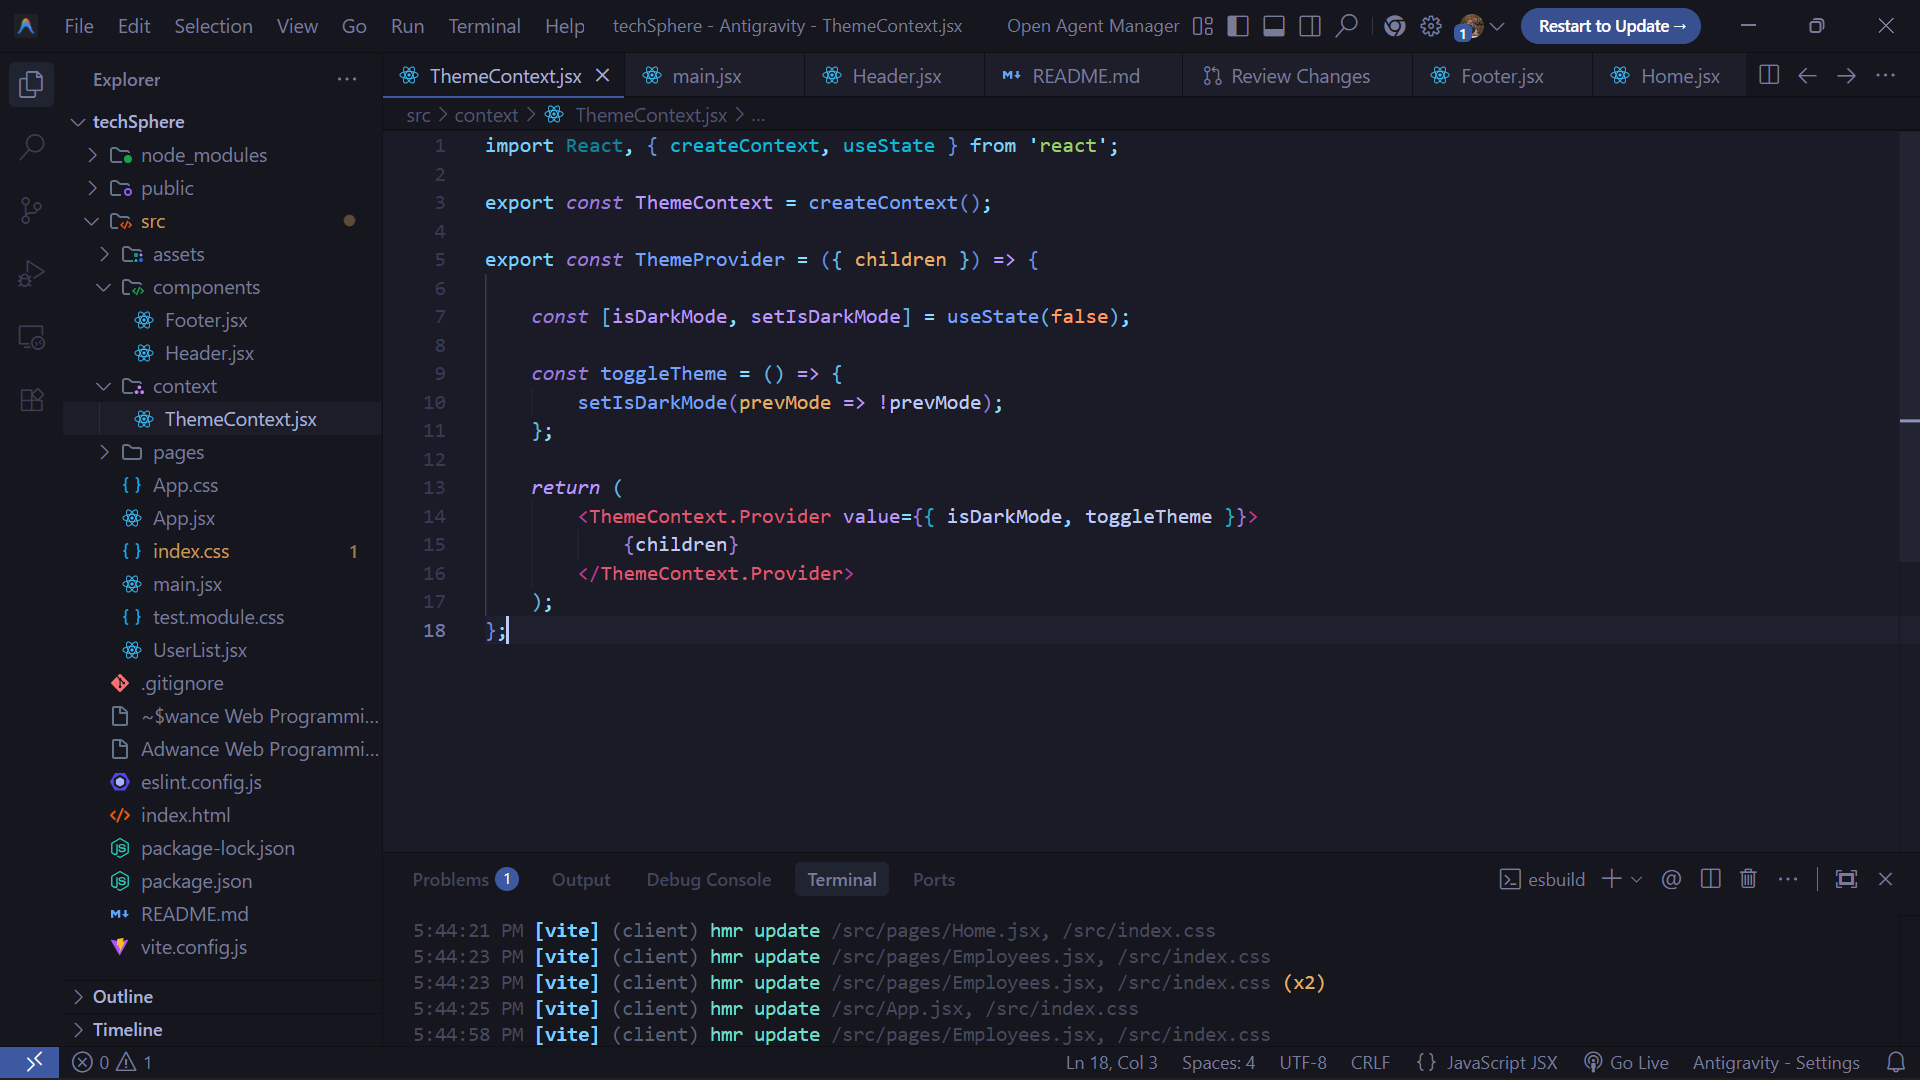 File Edit Selection View Go Run Terminal Help techSphere - Antigravity - ThemeContext.jsx Open Agent Manager 1 Restart to Update →
Explorer
techSphere
node_modules
public
src
assets
components
Footer.jsx
Header.jsx
context
ThemeContext.jsx
pages
App.css
App.jsx
index.css 1
main.jsx
test.module.css
UserList.jsx
.gitignore
~$wance Web Programmi...
Adwance Web Programmi...
eslint.config.js
index.html
package-lock.json
package.json
README.md
vite.config.js
Outline
Timeline
ThemeContext.jsx main.jsx Header.jsx README.md Review Changes Footer.jsx Home.jsx
src > context > ThemeContext.jsx > ...
1 import React, { createContext, useState } from 'react';
2
3 export const ThemeContext = createContext();
4
5 export const ThemeProvider = ({ children }) => {
6
7 const [isDarkMode, setIsDarkMode] = useState(false);
8
9 const toggleTheme = () => {
10 setIsDarkMode(prevMode => !prevMode);
11 };
12
13 return (
14 <ThemeContext.Provider value={{ isDarkMode, toggleTheme }}>
15 {children}
16 </ThemeContext.Provider>
17 );
18 };
Problems 1 Output Debug Console Terminal Ports esbuild
5:44:21 PM [vite] (client) hmr update /src/pages/Home.jsx, /src/index.css
5:44:23 PM [vite] (client) hmr update /src/pages/Employees.jsx, /src/index.css
5:44:23 PM [vite] (client) hmr update /src/pages/Employees.jsx, /src/index.css (x2)
5:44:25 PM [vite] (client) hmr update /src/App.jsx, /src/index.css
5:44:58 PM [vite] (client) hmr update /src/pages/Employees.jsx, /src/index.css
0 1 Ln 18, Col 3 Spaces: 4 UTF-8 CRLF {} JavaScript JSX Go Live Antigravity - Settings